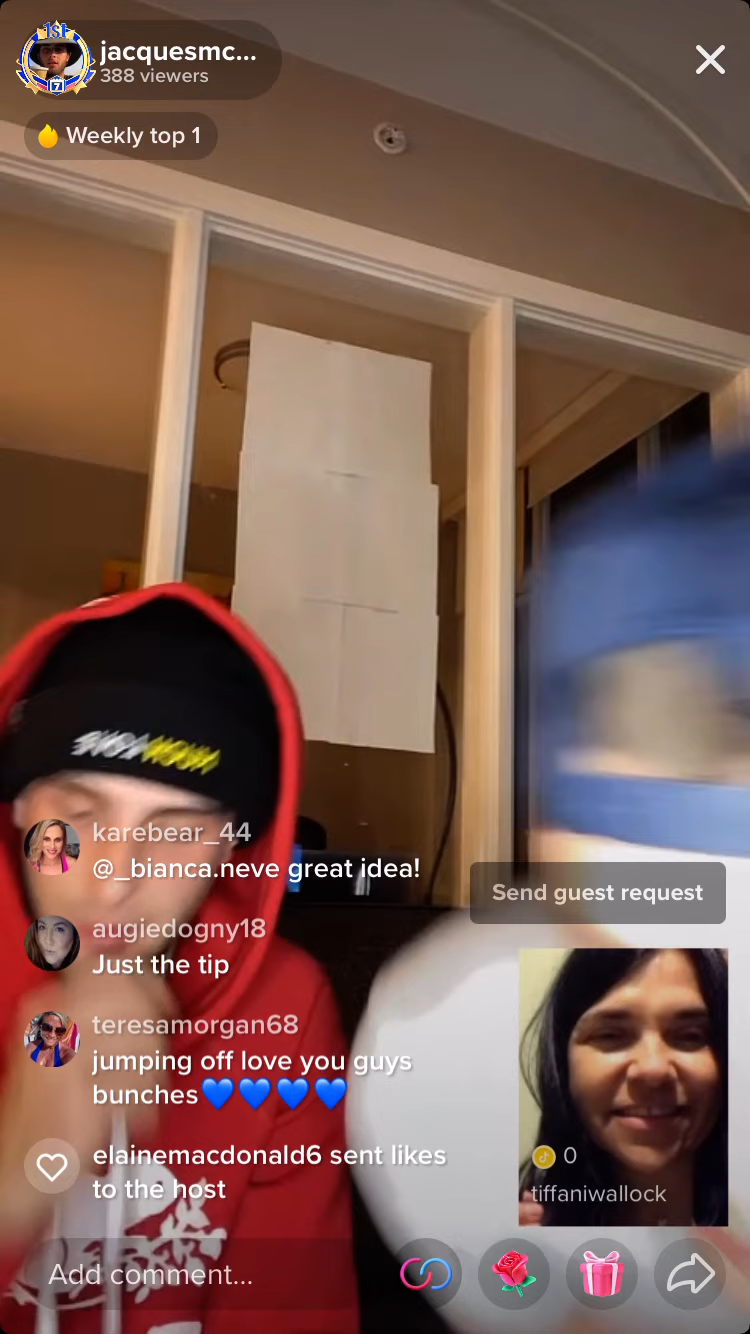 1ST
jacquesmc...
388 viewers
Weekly top 1
karebear_44
@_bianca.neve great idea!
Send guest request
augiedogny18
Just the tip
teresamorgan68
jumping off love you guys
bunches💙💙💙💙
elainemacdonald6 sent likes
to the host
0
tiffaniwallock
Add comment...